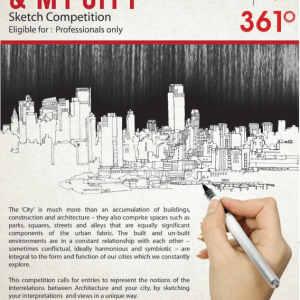 & MY CITY
Sketch Competition
Eligible for : Professionals only
361°
The 'City' is much more than an accumulation of buildings,
construction and architecture – they also comprise spaces such as
parks, squares, streets and alleys that are equally significant
components of the urban fabric. The built and un-built
environments are in a constant relationship with each other –
sometimes conflictual, ideally harmonious and symbiotic – are
integral to the form and function of our cities which we constantly
explore.
This competition calls for entries to represent the notions of the
interrelations between Architecture and your city, by sketching
your interpretations and views in a unique way.